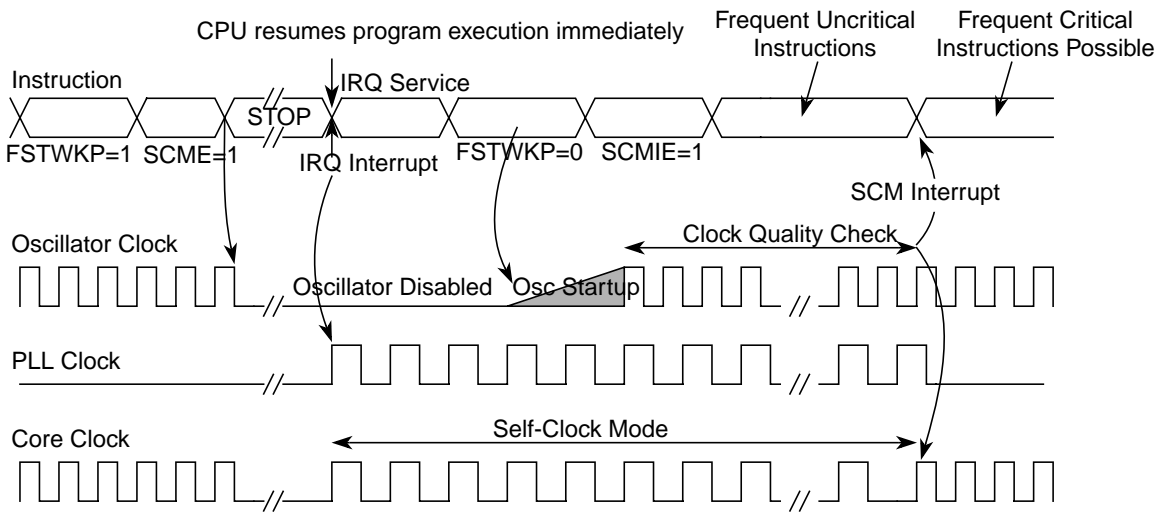 CPU resumes program execution immediately
Frequent Uncritical
Instructions
Frequent Critical
Instructions Possible
Instruction
STOP
IRQ Service
FSTWKP=1
SCME=1
IRQ Interrupt
FSTWKP=0
SCMIE=1
SCM Interrupt
Oscillator Clock
Clock Quality Check
Oscillator Disabled
Osc Startup
PLL Clock
Core Clock
Self-Clock Mode